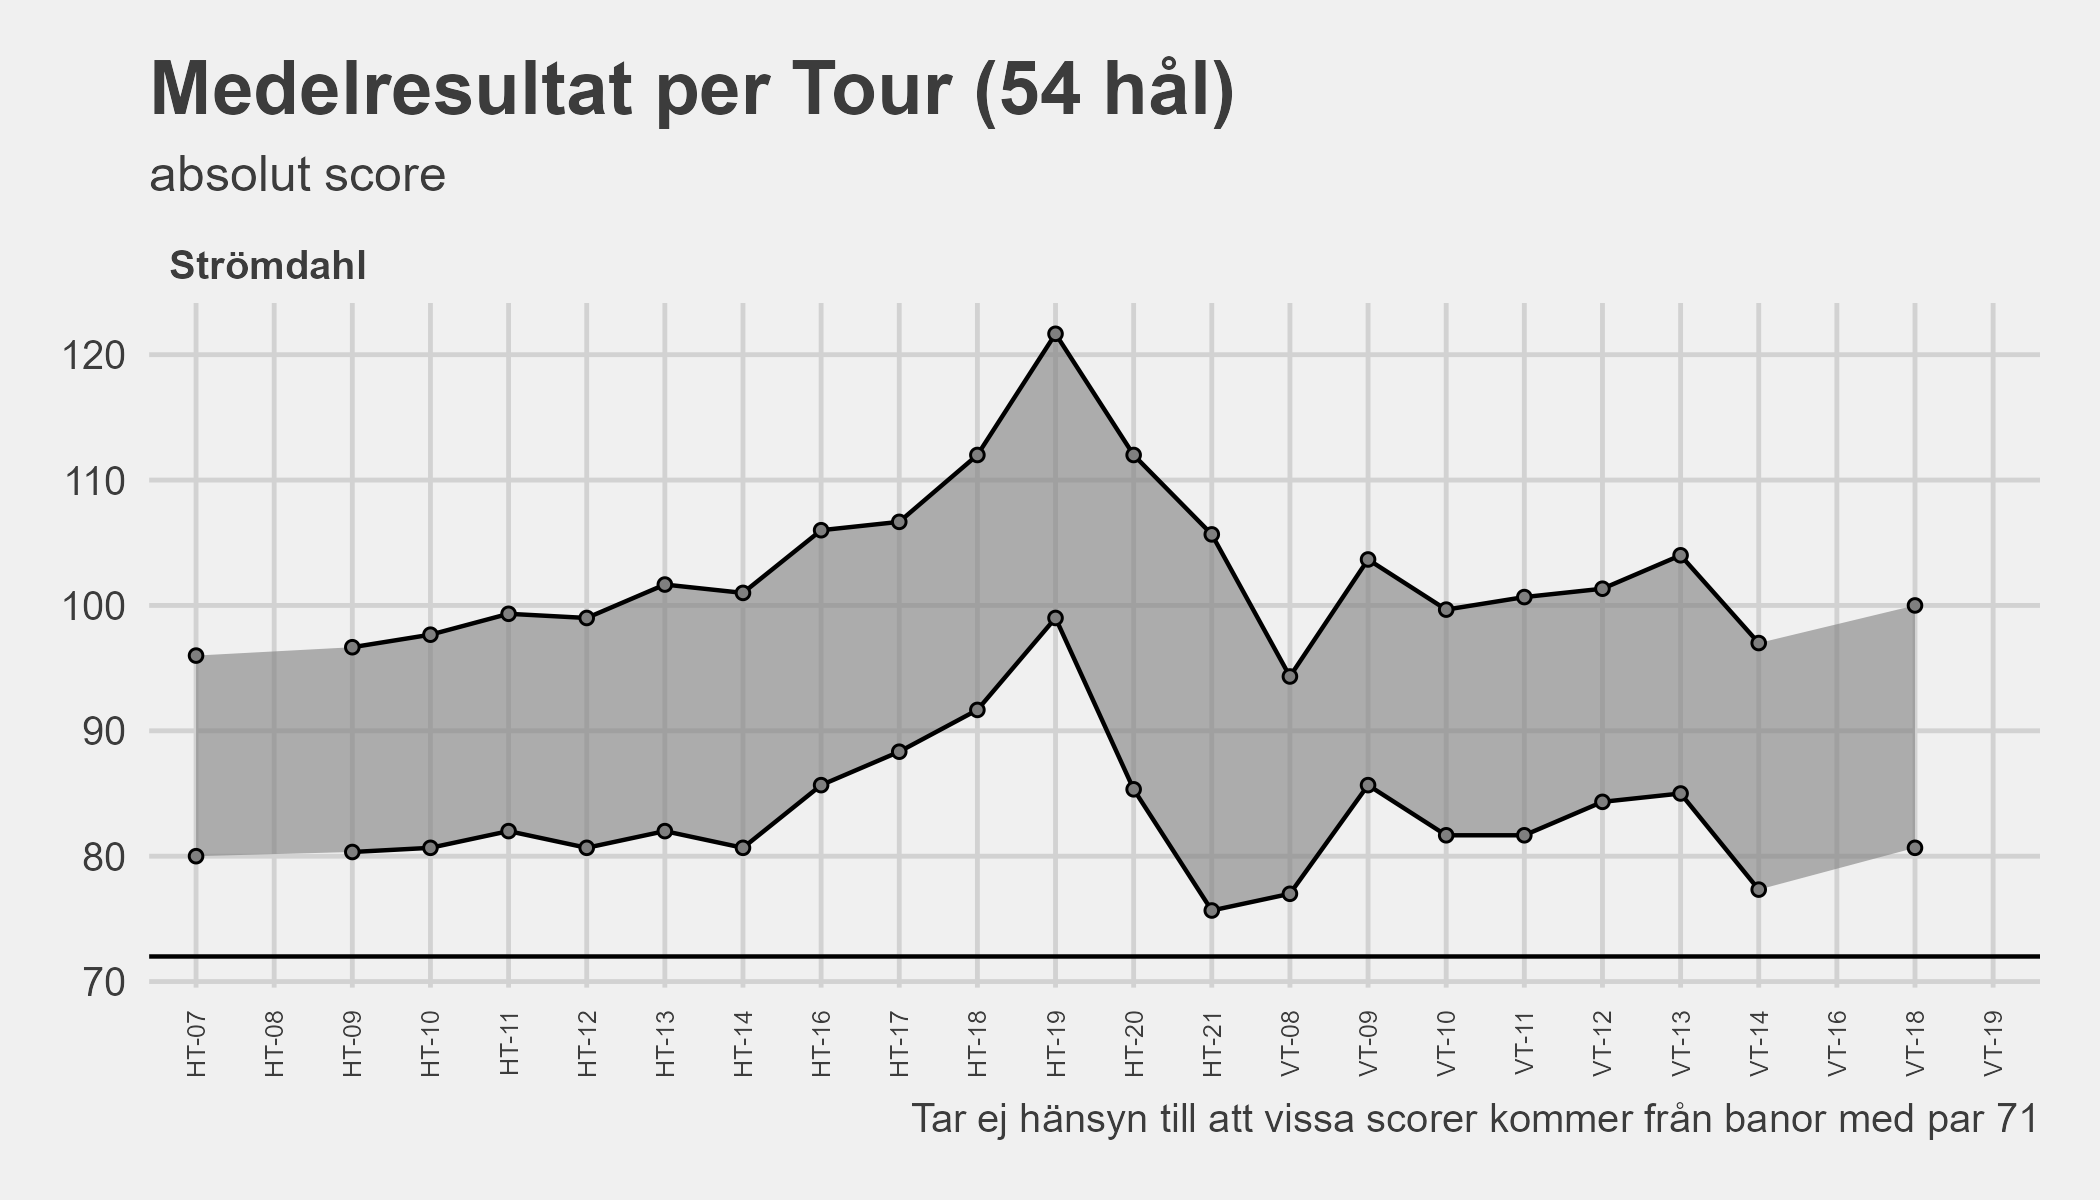 Medelresultat per Tour (54 hål)
absolut score
Strömdahl
120
110
100
90
80
70
HT-07 HT-08 HT-09 HT-10 HT-11 HT-12 HT-13 HT-14 HT-16 HT-17 HT-18 HT-19 HT-20 HT-21 VT-08 VT-09 VT-10 VT-11 VT-12 VT-13 VT-14 VT-16 VT-18 VT-19
Tar ej hänsyn till att vissa scorer kommer från banor med par 71